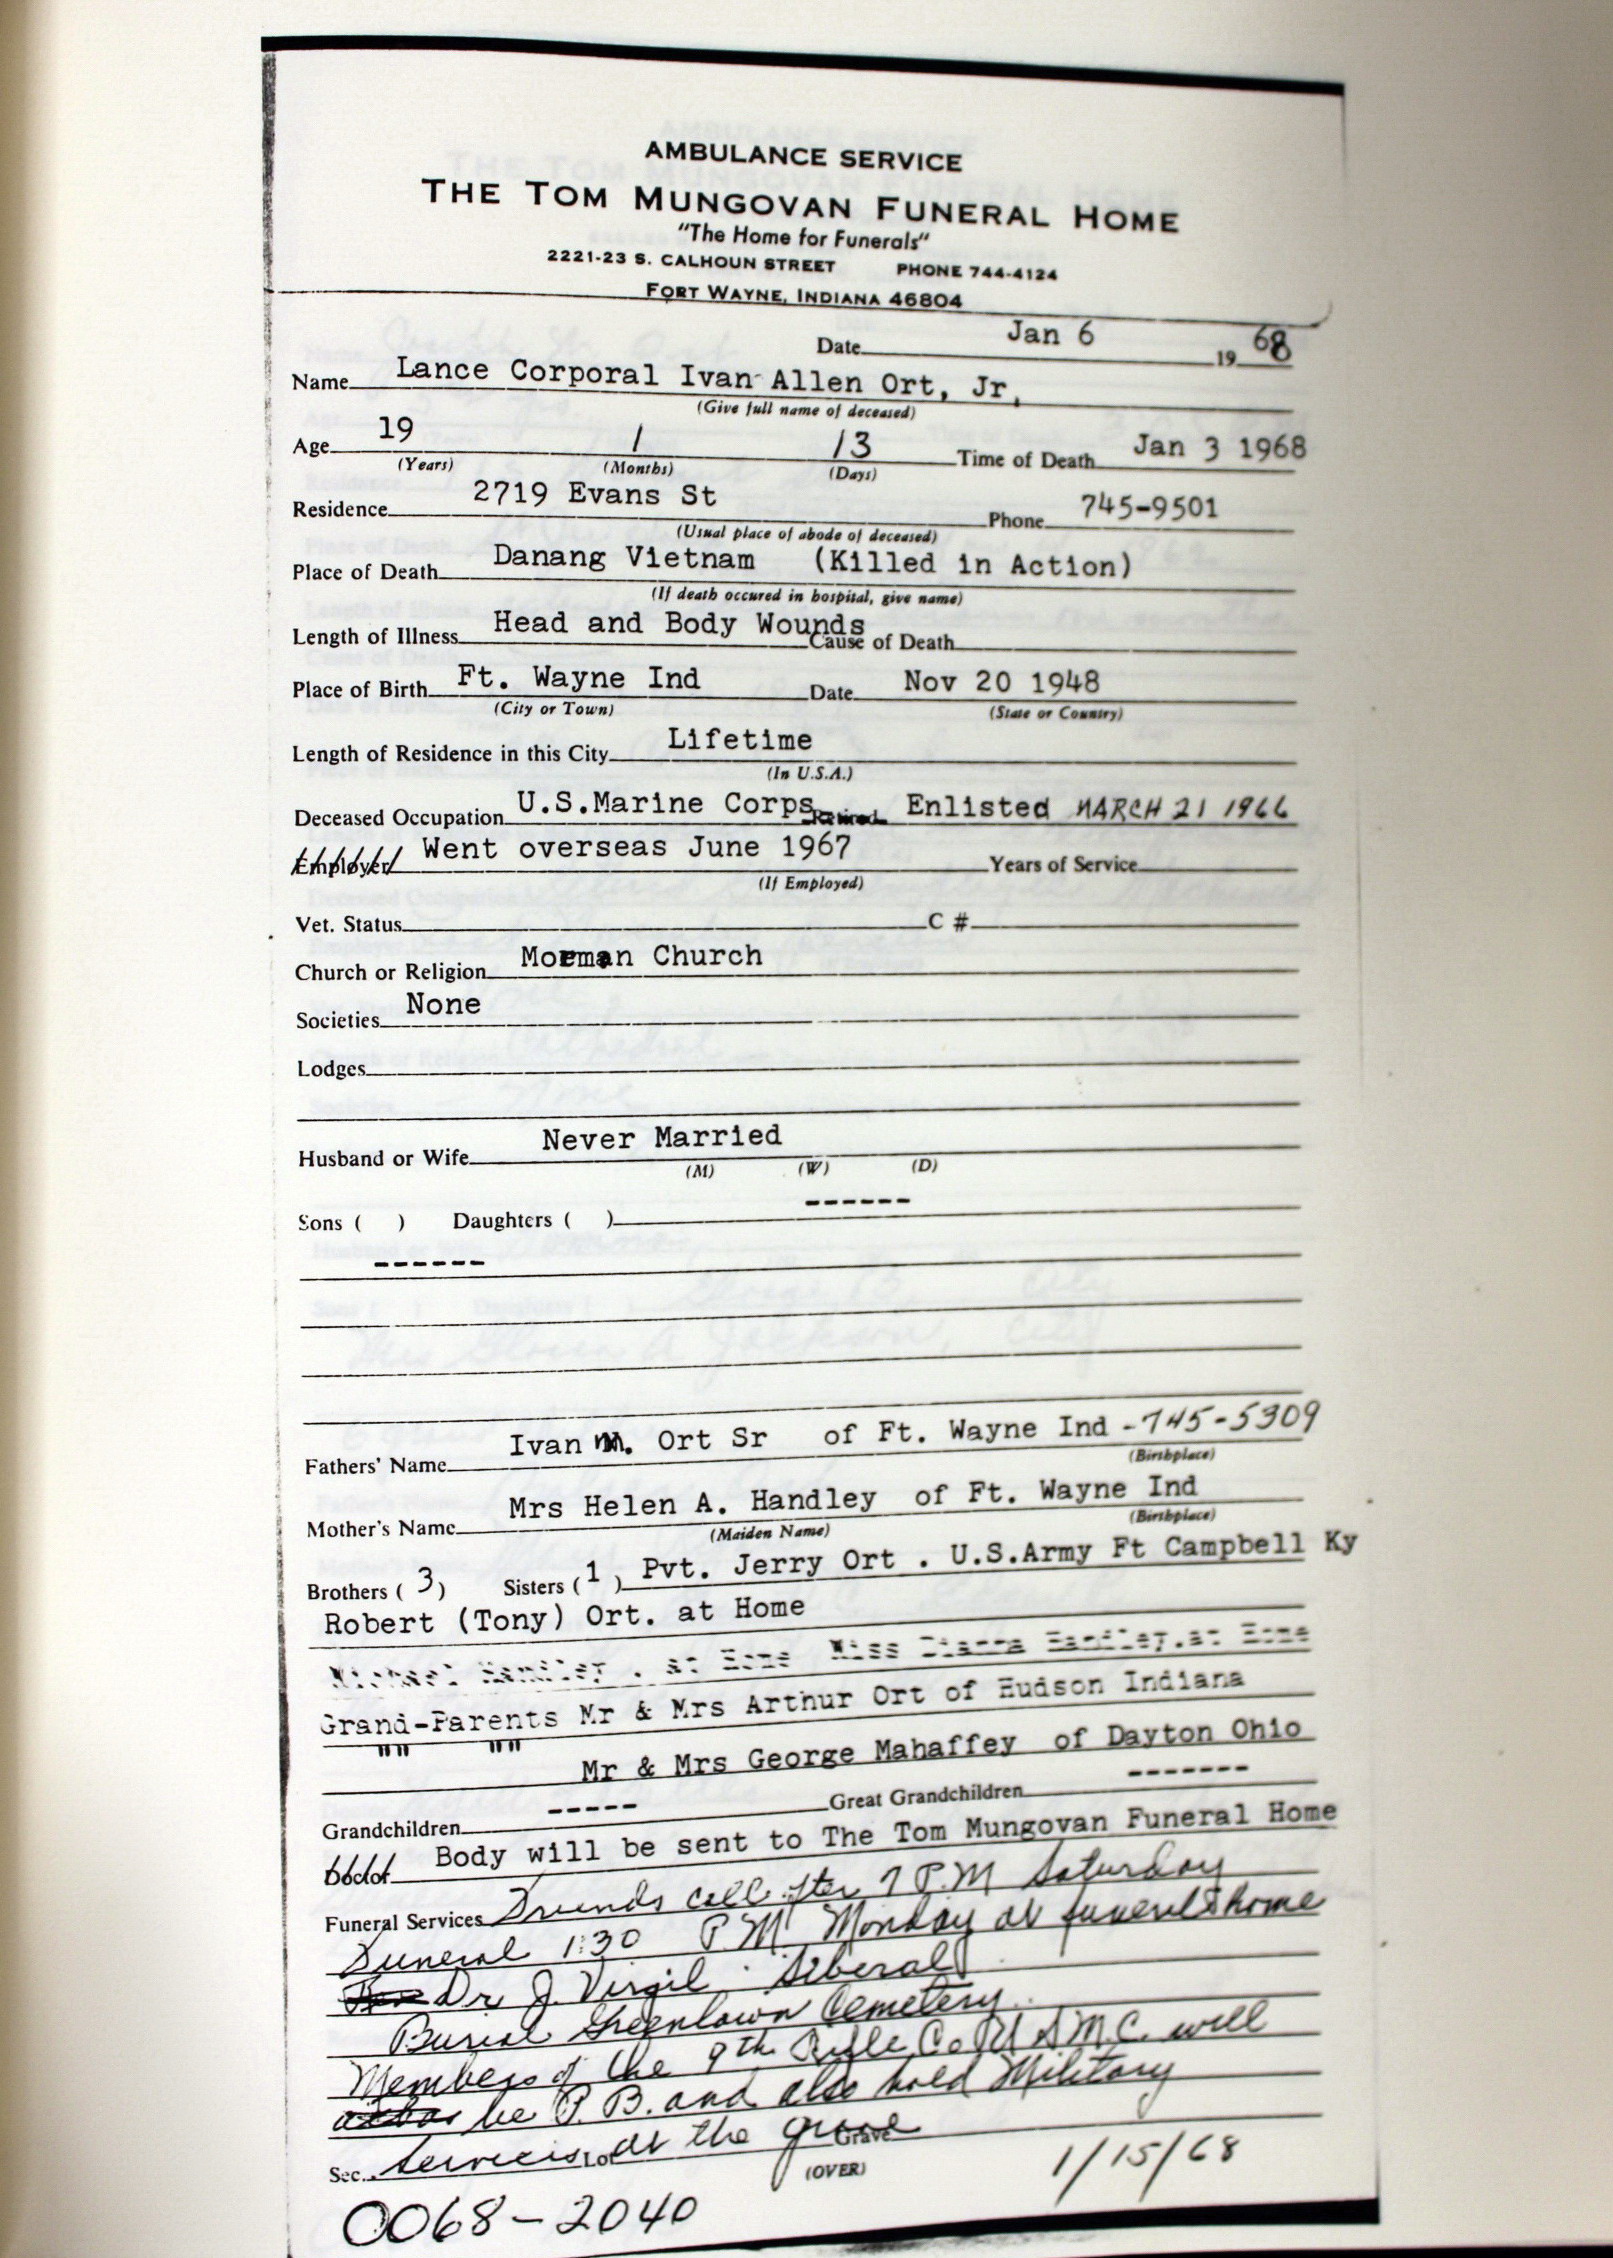 AMBULANCE SERVICE
THE TOM MUNGOVAN FUNERAL HOME
"The Home for Funerals"
2221-23 S. CALHOUN STREET PHONE 744-4124
FORT WAYNE, INDIANA 46804
Date Jan 6 19 68
Name Lance Corporal Ivan Allen Ort, Jr,
(Give full name of deceased)
Age 19 1 13 Time of Death Jan 3 1968
(Years) (Months) (Days)
Residence 2719 Evans St Phone 745-9501
(Usual place of abode of deceased)
Place of Death Danang Vietnam (Killed in Action)
(If death occured in hospital, give name)
Length of Illness Head and Body Wounds Cause of Death
Place of Birth Ft. Wayne Ind Date Nov 20 1948
(City or Town) (State or Country)
Length of Residence in this City Lifetime
(In U.S.A.)
Deceased Occupation U.S.Marine Corps Retired Enlisted MARCH 21 1966
Employer Went overseas June 1967 Years of Service
(If Employed)
Vet. Status C #
Church or Religion Morman Church
Societies None
Lodges
Husband or Wife Never Married
(M) (W) (D)
Sons ( ) Daughters ( ) ------
------
Fathers' Name Ivan M. Ort Sr of Ft. Wayne Ind - 745-5309
(Birthplace)
Mother's Name Mrs Helen A. Handley of Ft. Wayne Ind
(Maiden Name) (Birthplace)
Brothers ( 3 ) Sisters ( 1 ) Pvt. Jerry Ort . U.S.Army Ft Campbell Ky
Robert (Tony) Ort. at Home
Michael Handley . at Home Miss Dianna Handley.at Home
Grand-Parents Mr & Mrs Arthur Ort of Hudson Indiana
"" "" Mr & Mrs George Mahaffey of Dayton Ohio
Grandchildren ----- Great Grandchildren -------
Body will be sent to The Tom Mungovan Funeral Home
Funeral Services Friends call after 7 P.M Saturday
Funeral 1:30 P.M Monday at funeral home
Dr J. Virgil
Burial Greenlawn Cemetery
Members of the 9th Rifle Co U S M.C. will
be P.B. and also hold Military
Sec. Services Lot at the grave Grave
(OVER) 1/15/68
0068-2040